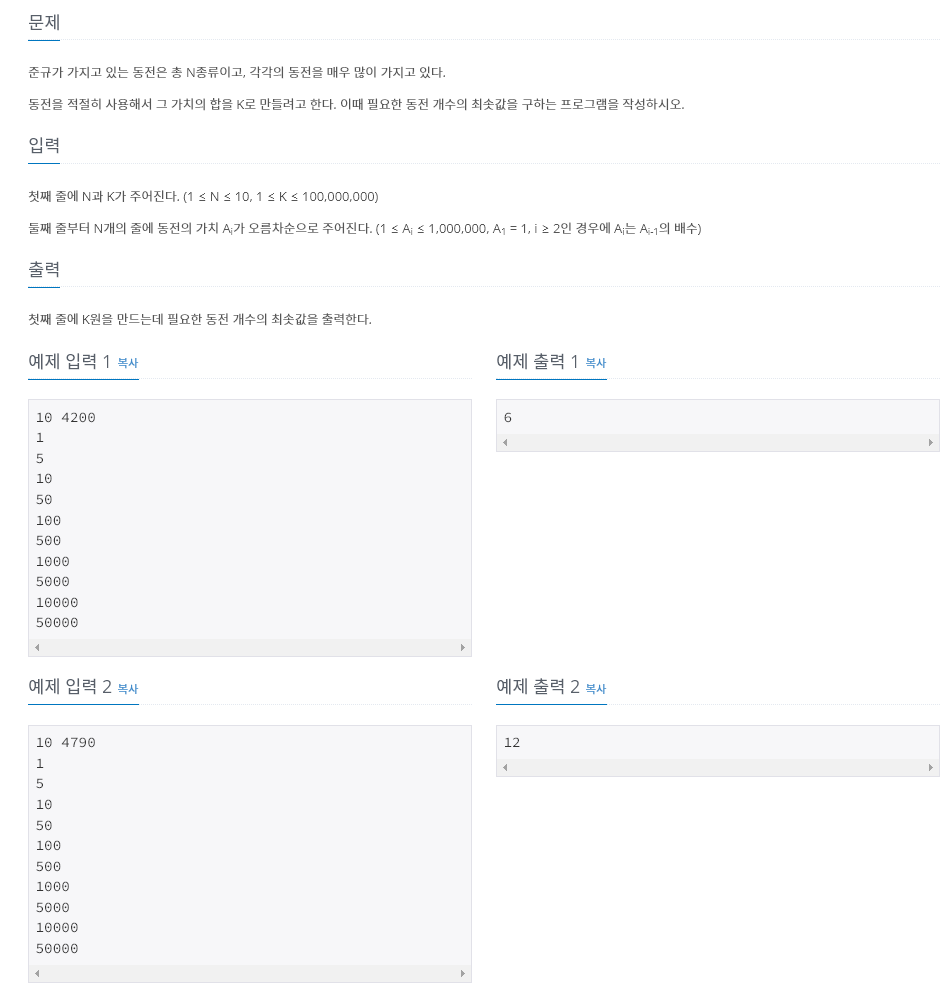 문제
준규가 가지고 있는 동전은 총 N종류이고, 각각의 동전을 매우 많이 가지고 있다.
동전을 적절히 사용해서 그 가치의 합을 K로 만들려고 한다. 이때 필요한 동전 개수의 최솟값을 구하는 프로그램을 작성하시오.
입력
첫째 줄에 N과 K가 주어진다. (1 ≤ N ≤ 10, 1 ≤ K ≤ 100,000,000)
둘째 줄부터 N개의 줄에 동전의 가치 Ai가 오름차순으로 주어진다. (1 ≤ Ai ≤ 1,000,000, A1 = 1, i ≥ 2인 경우에 Ai는 Ai-1의 배수)
출력
첫째 줄에 K원을 만드는데 필요한 동전 개수의 최솟값을 출력한다.
예제 입력 1 복사
10 4200
1
5
10
50
100
500
1000
5000
10000
50000
예제 출력 1 복사
6
예제 입력 2 복사
10 4790
1
5
10
50
100
500
1000
5000
10000
50000
예제 출력 2 복사
12